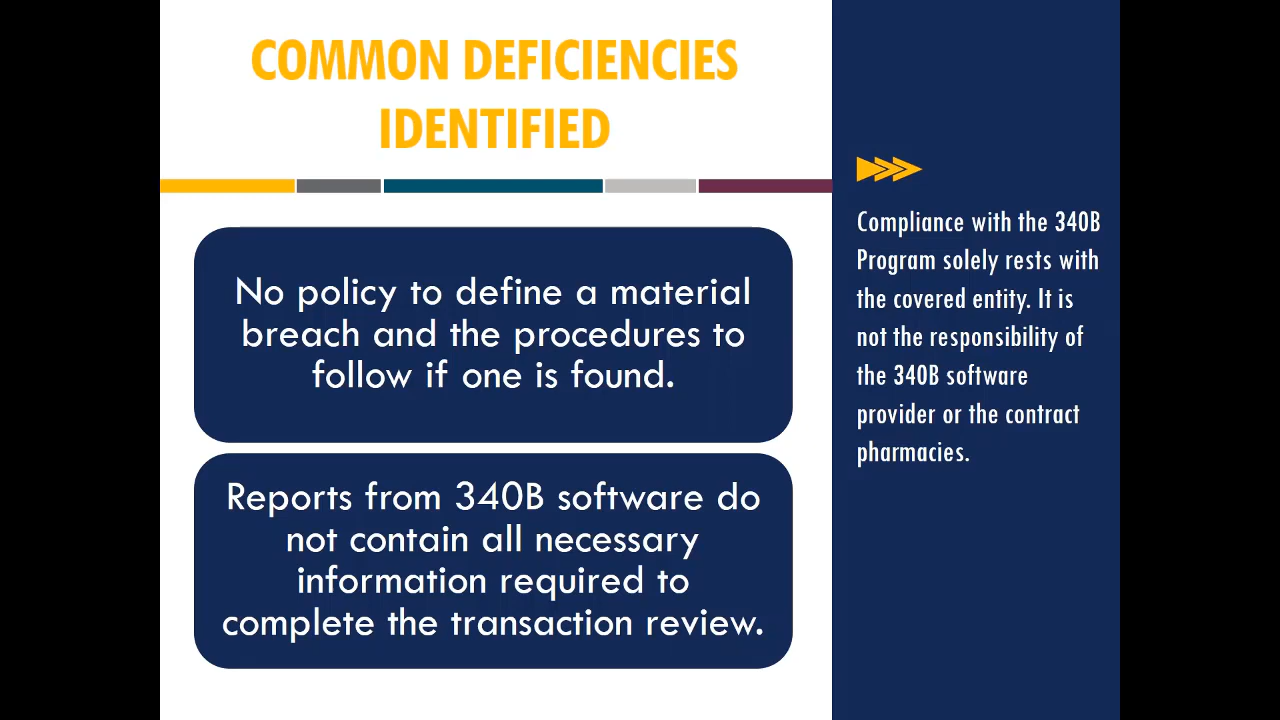 COMMON DEFICIENCIES
IDENTIFIED
No policy to define a material
breach and the procedures to
follow if one is found.
Reports from 340B software do
not contain all necessary
information required to
complete the transaction review.
Compliance with the 340B
Program solely rests with
the covered entity. It is
not the responsibility of
the 340B software
provider or the contract
pharmacies.